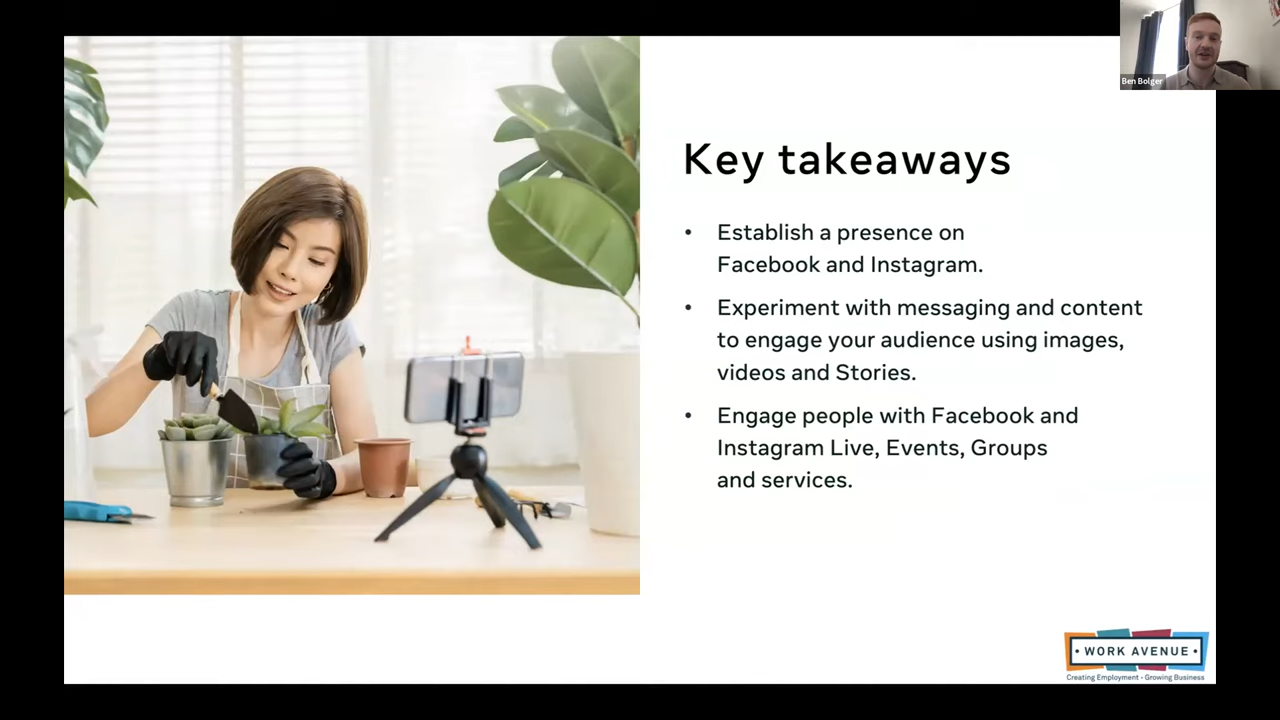 Ben Bolger
Key takeaways
• Establish a presence on
Facebook and Instagram.
• Experiment with messaging and content
to engage your audience using images,
videos and Stories.
• Engage people with Facebook and
Instagram Live, Events, Groups
and services.
• WORK AVENUE •
Creating Employment • Growing Business